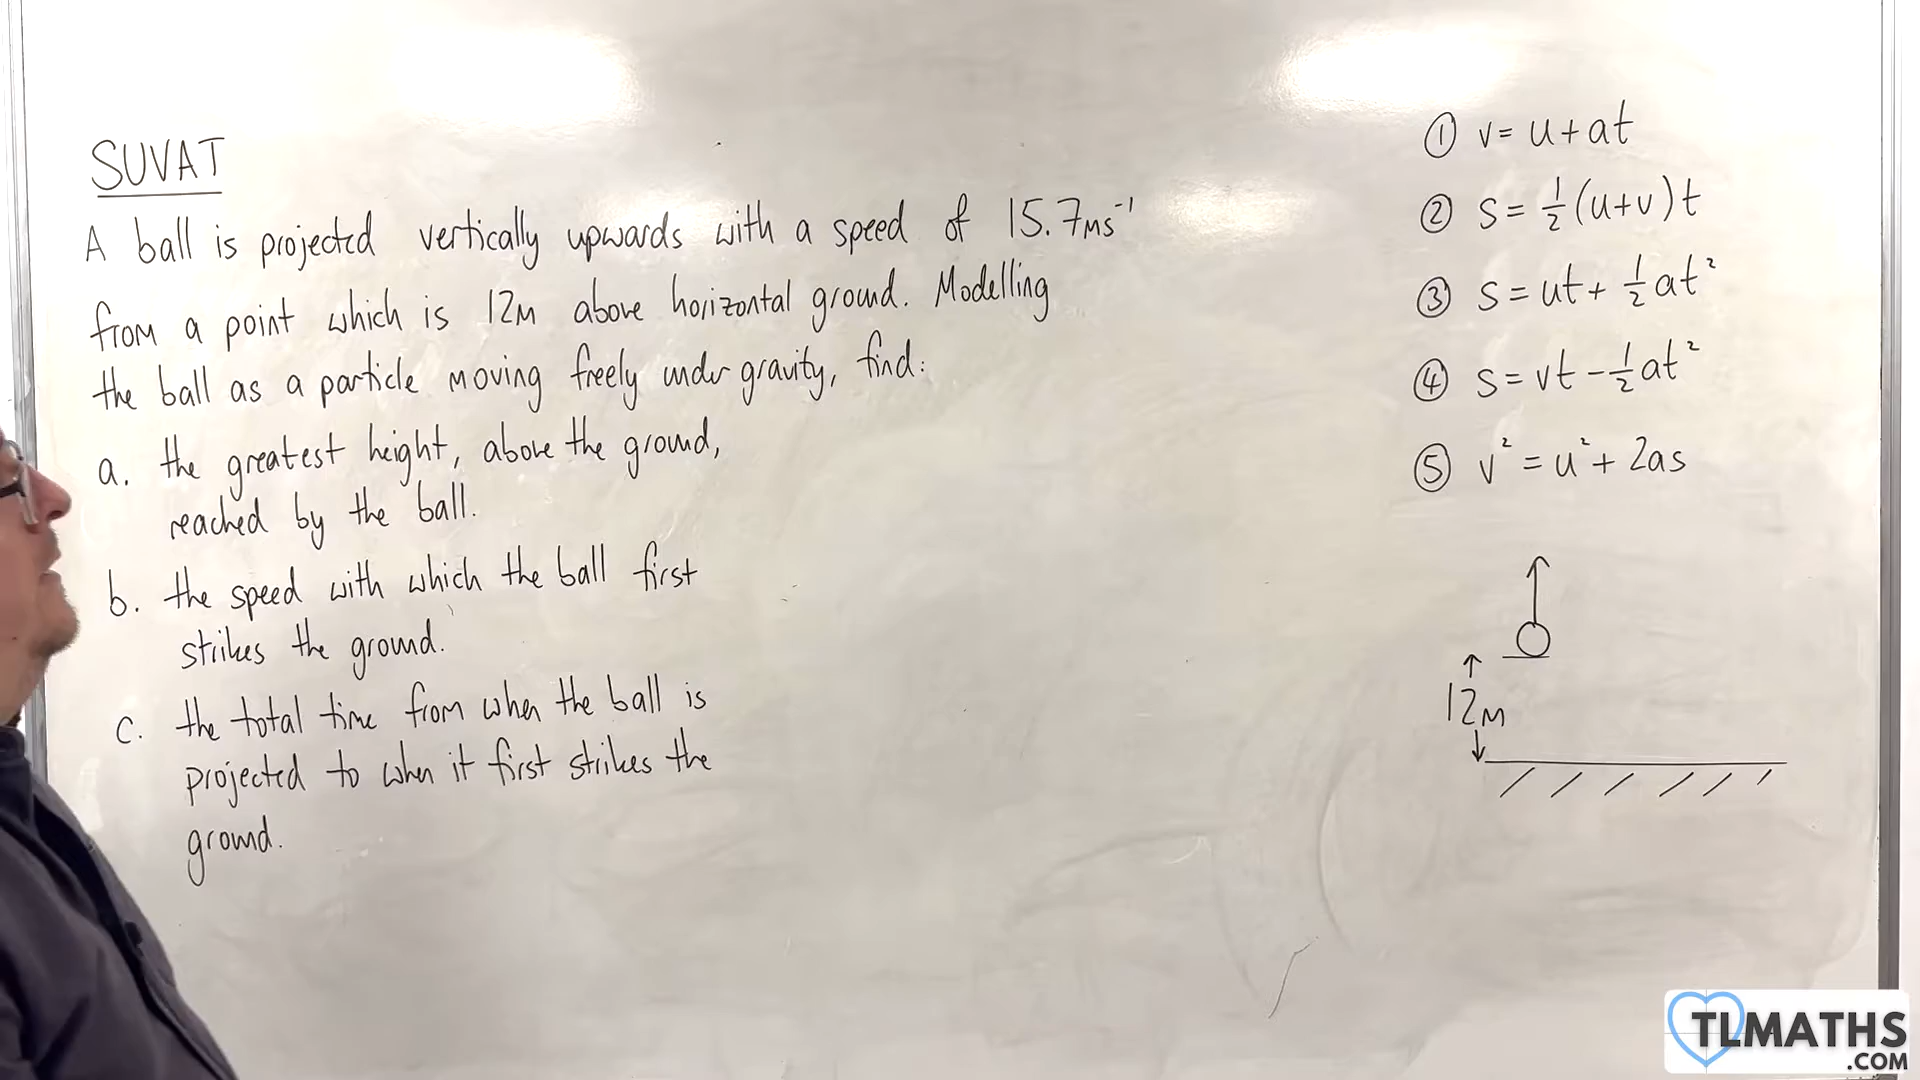 SUVAT
A ball is projected vertically upwards with a speed of 15.7ms⁻¹
from a point which is 12m above horizontal ground. Modelling
the ball as a particle moving freely under gravity, find:
a. the greatest height, above the ground,
reached by the ball.
b. the speed with which the ball first
strikes the ground.
c. the total time from when the ball is
projected to when it first strikes the
ground.
① v = u + at
② s = ½ (u+v) t
③ s = ut + ½ at²
④ s = vt - ½ at²
⑤ v² = u² + 2as
12m
TLMATHS
.COM